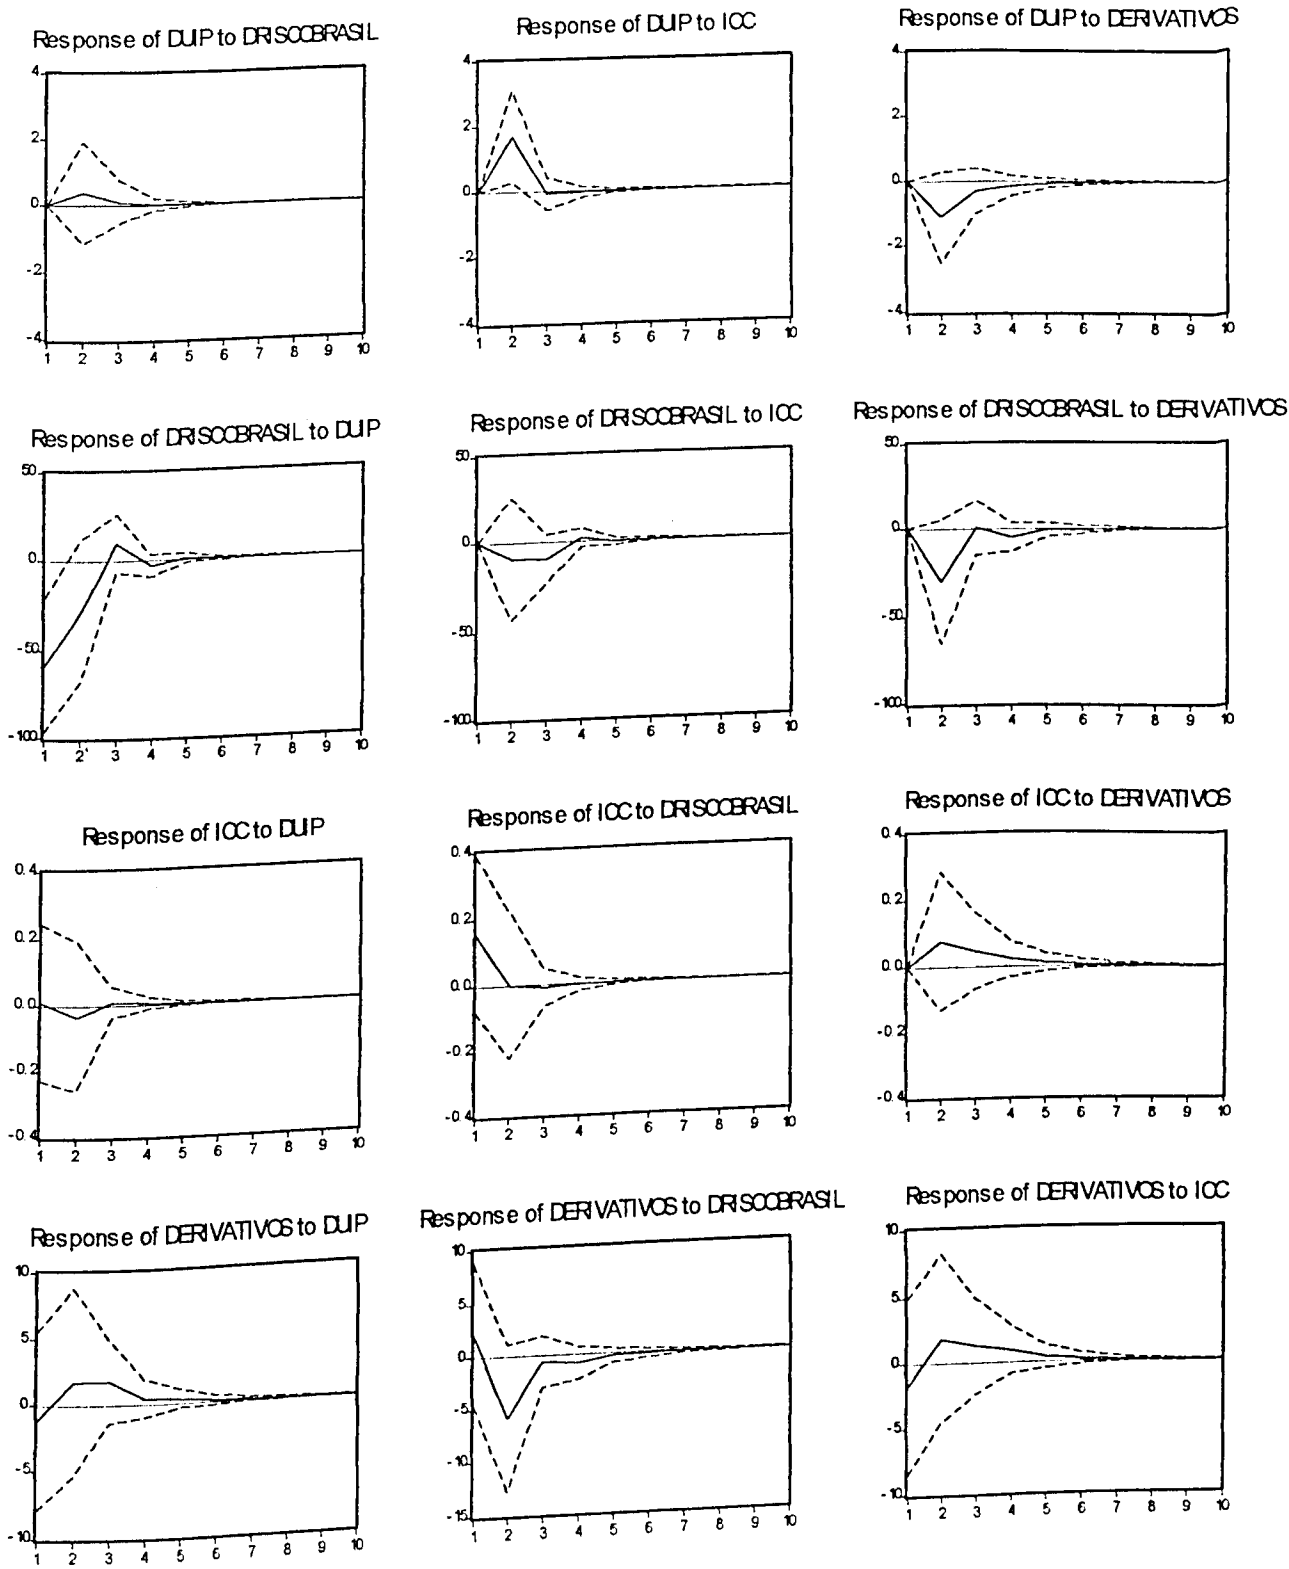 Response of DUIP to DRISCOBRASIL
4
2
0
-2
-4
1 2 3 4 5 6 7 8 9 10
Response of DUIP to ICC
4
2
0
-2
-4
1 2 3 4 5 6 7 8 9 10
Response of DUIP to DERIVATIVOS
4
2
0
-2
-4
1 2 3 4 5 6 7 8 9 10
Response of DRISCOBRASIL to DUIP
50
0
-50
-100
1 2 3 4 5 6 7 8 9 10
Response of DRISCOBRASIL to ICC
50
0
-50
-100
1 2 3 4 5 6 7 8 9 10
Response of DRISCOBRASIL to DERIVATIVOS
50
0
-50
-100
1 2 3 4 5 6 7 8 9 10
Response of ICC to DUIP
0.4
0.2
0.0
-0.2
-0.4
1 2 3 4 5 6 7 8 9 10
Response of ICC to DRISCOBRASIL
0.4
0.2
0.0
-0.2
-0.4
1 2 3 4 5 6 7 8 9 10
Response of ICC to DERIVATIVOS
0.4
0.2
0.0
-0.2
-0.4
1 2 3 4 5 6 7 8 9 10
Response of DERIVATIVOS to DUIP
10
5
0
-5
-10
1 2 3 4 5 6 7 8 9 10
Response of DERIVATIVOS to DRISCOBRASIL
10
5
0
-5
-10
-15
1 2 3 4 5 6 7 8 9 10
Response of DERIVATIVOS to ICC
10
5
0
-5
-10
1 2 3 4 5 6 7 8 9 10